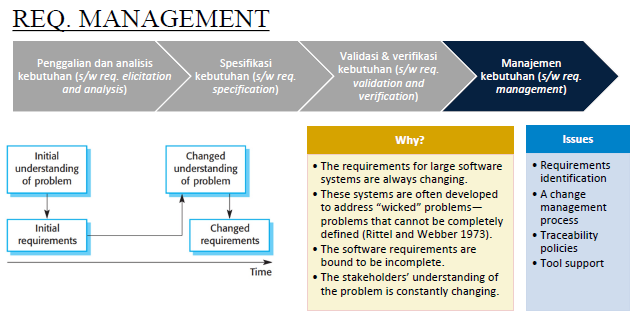 REQ. MANAGEMENT
Penggalian dan analisis
kebutuhan (s/w req. elicitation
and analysis)
Spesifikasi
kebutuhan (s/w req.
specification)
Validasi & verifikasi
kebutuhan (s/w req.
validation and
verification)
Manajemen
kebutuhan (s/w req.
management)
Initial
understanding
of problem
Changed
understanding
of problem
Initial
requirements
Changed
requirements
Time
Why?
• The requirements for large software
systems are always changing.
• These systems are often developed
to address “wicked” problems—
problems that cannot be completely
defined (Rittel and Webber 1973).
• The software requirements are
bound to be incomplete.
• The stakeholders’ understanding of
the problem is constantly changing.
Issues
• Requirements
identification
• A change
management
process
• Traceability
policies
• Tool support